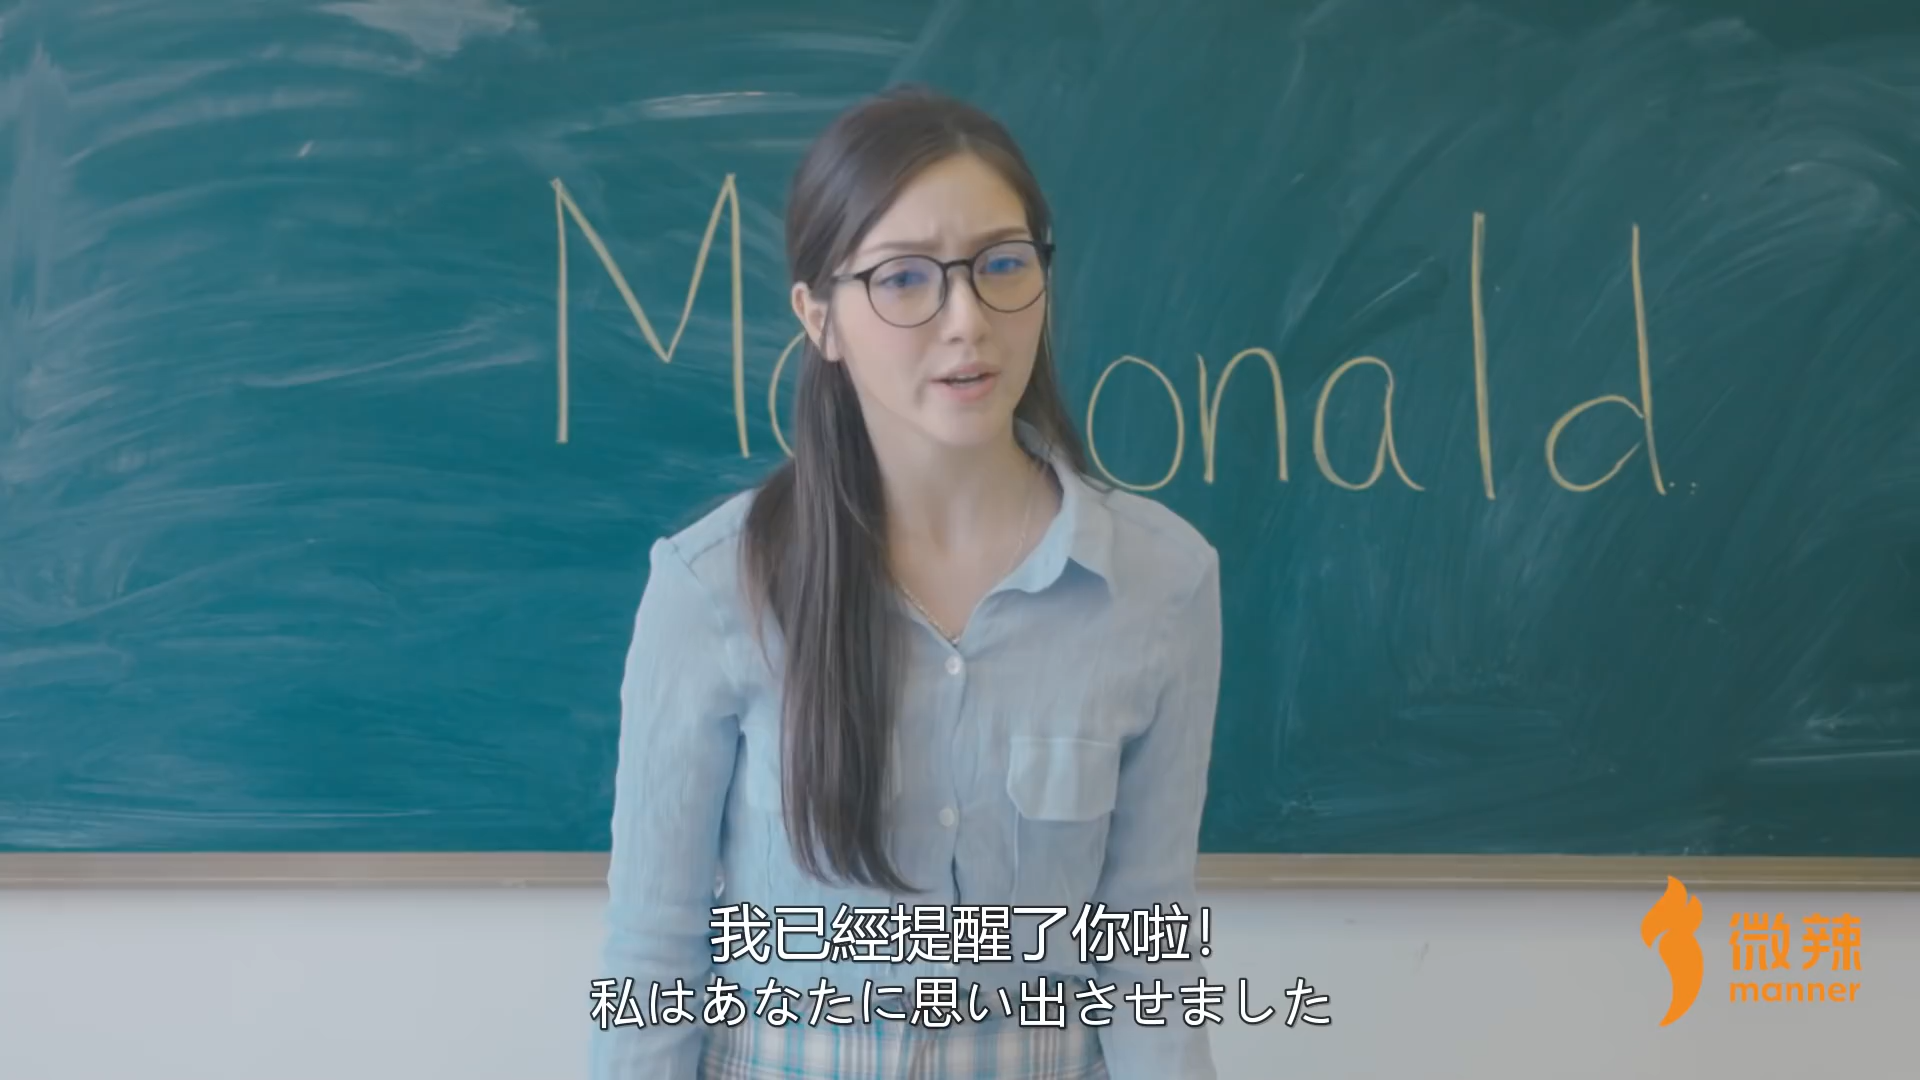 McDonald
我已經提醒了你啦！
私はあなたに思い出させました
微辣
manner